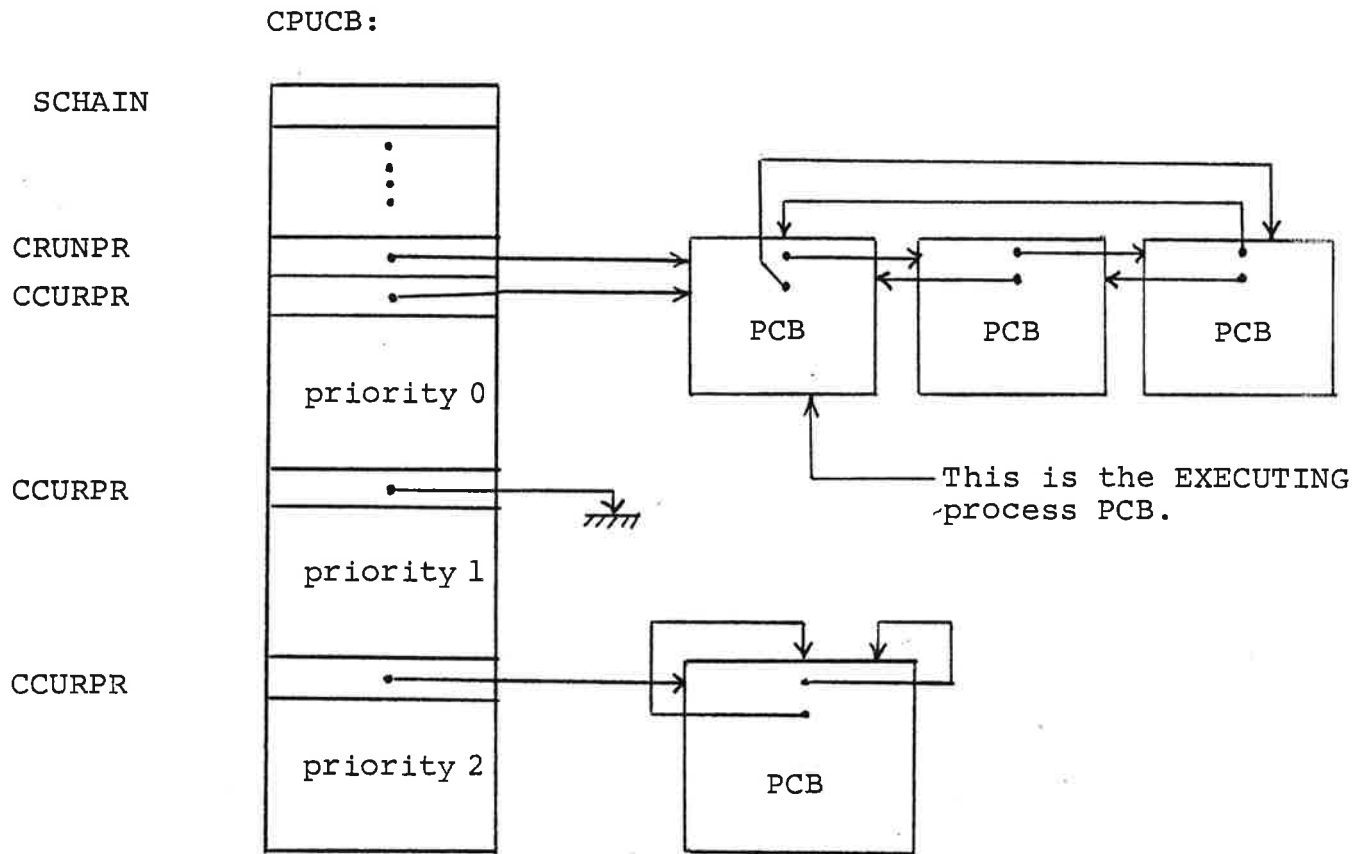 CPUCB:
SCHAIN
CRUNPR
CCURPR
PCB
PCB
PCB
priority 0
This is the EXECUTING
process PCB.
CCURPR
priority 1
CCURPR
priority 2
PCB